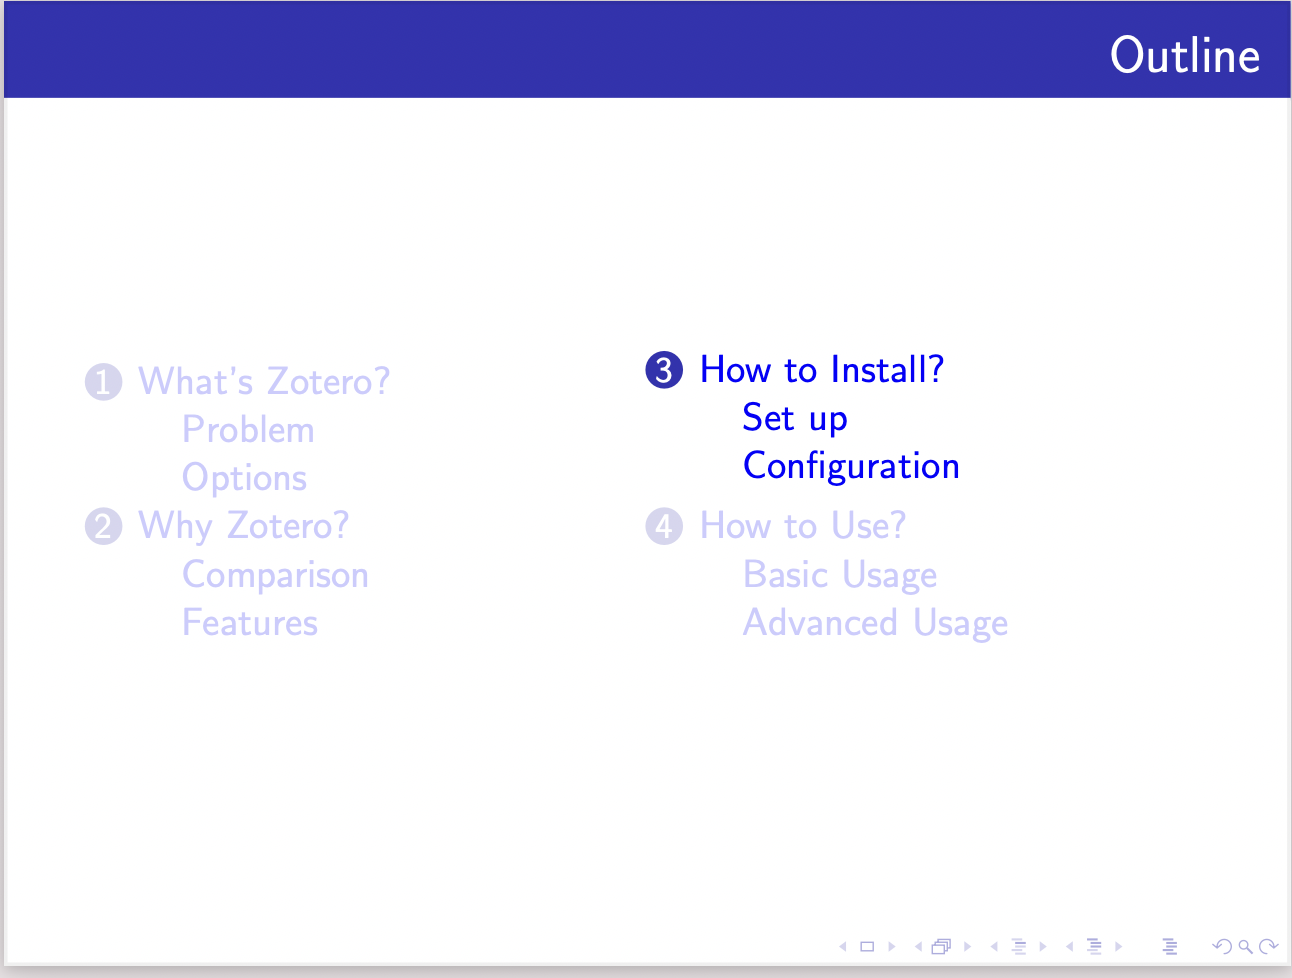 Outline
1 What's Zotero?
Problem
Options
2 Why Zotero?
Comparison
Features
3 How to Install?
Set up
Configuration
4 How to Use?
Basic Usage
Advanced Usage